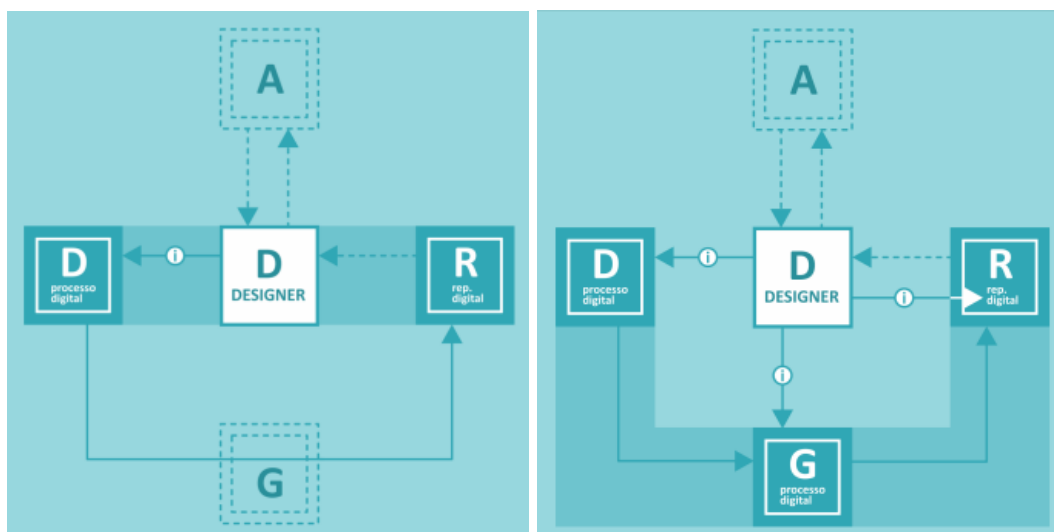 A
D
processo
digital
i
D
DESIGNER
R
rep.
digital
G
A
D
processo
digital
i
D
DESIGNER
i
R
rep.
digital
i
G
processo
digital